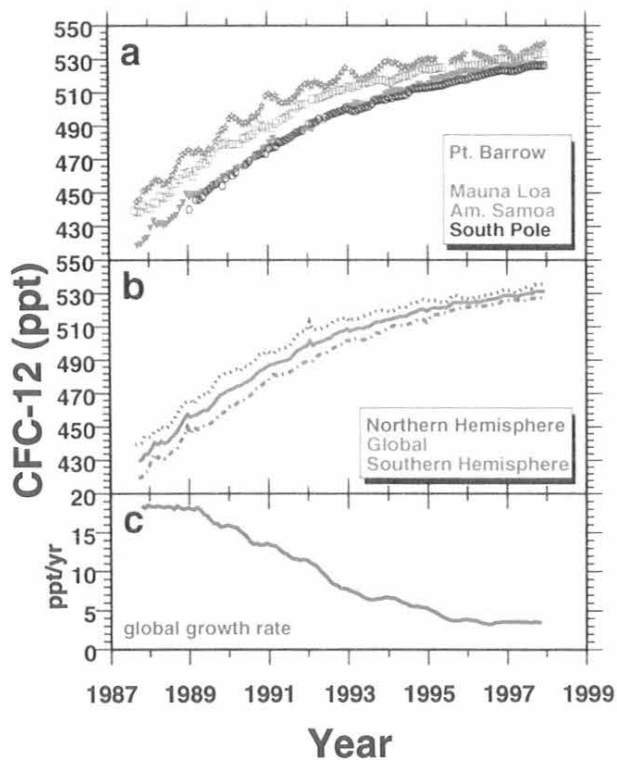 550
530
510
490
470
450
430
a
Pt. Barrow
Mauna Loa
Am. Samoa
South Pole
CFC-12 (ppt)
550
530
510
490
470
450
430
b
Northern Hemisphere
Global
Southern Hemisphere
ppt/yr
20
15
10
5
0
c
global growth rate
1987 1989 1991 1993 1995 1997 1999
Year